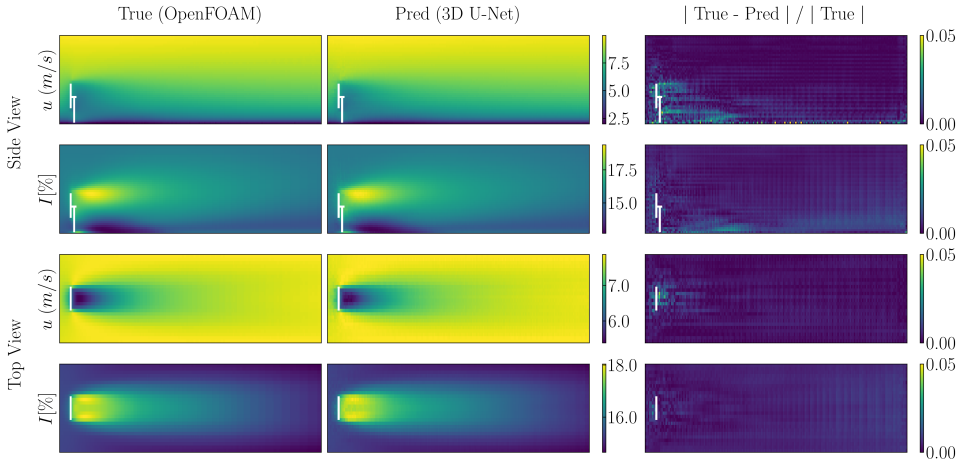 True (OpenFOAM)
Pred (3D U-Net)
| True - Pred | / | True |
Side View
u (m/s)
7.5
5.0
2.5
0.05
0.00
I[%]
17.5
15.0
0.05
0.00
Top View
u (m/s)
7.0
6.0
0.05
0.00
I[%]
18.0
16.0
0.05
0.00